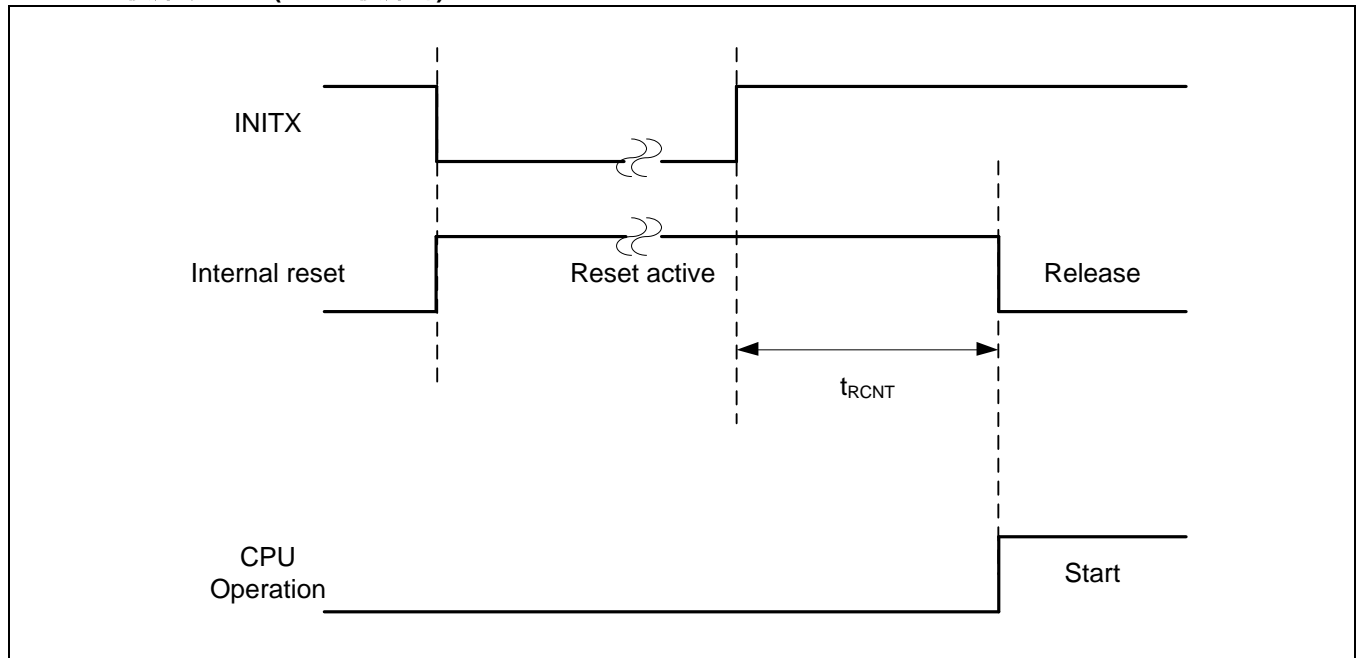 INITX
Internal reset
Reset active
Release
tRCNT
CPU
Operation
Start